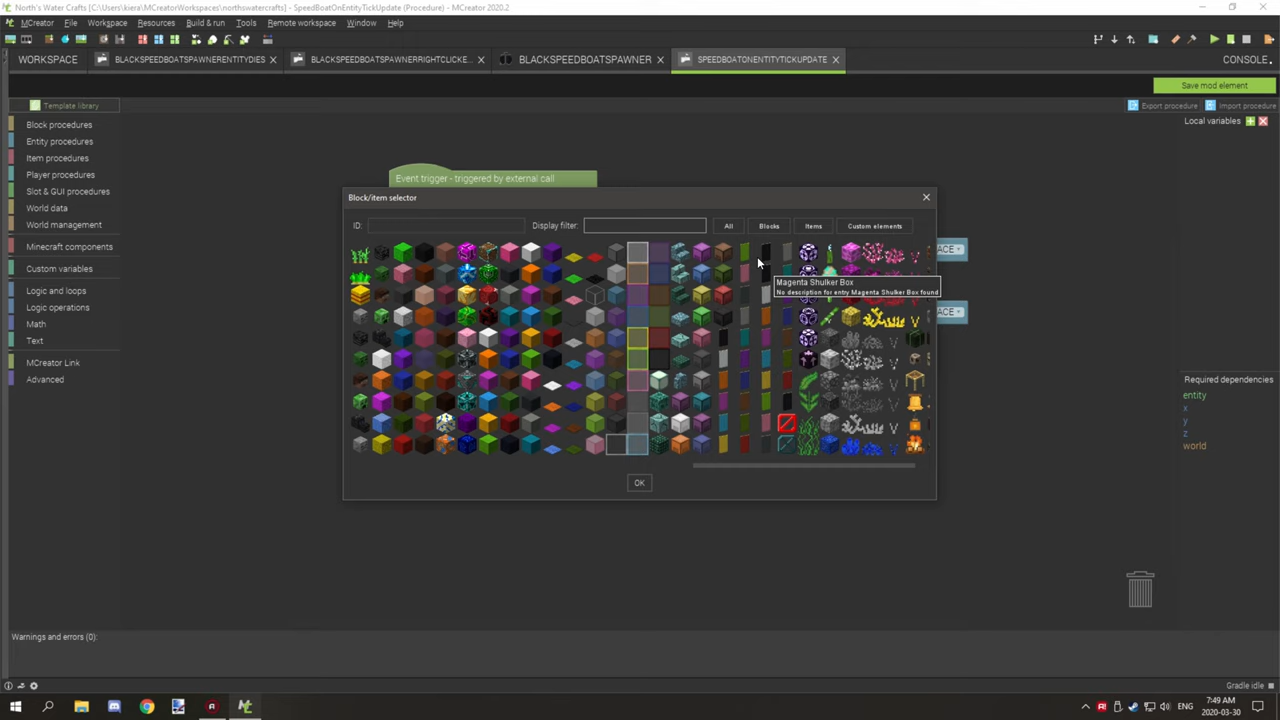 North's Water Crafts [C:\Users\kiera\MCreatorWorkspaces\northswatercrafts] - SpeedBoatOnEntityTickUpdate (Procedure) - MCreator 2020.2
MCreator File Workspace Resources Build & run Tools Remote workspace Window Help
WORKSPACE BLACKSPEEDBOATSPAWNERENTITYDIES BLACKSPEEDBOATSPAWNERRIGHTCLICKE... BLACKSPEEDBOATSPAWNER SPEEDBOATONENTITYTICKUPDATE CONSOLE
Save mod element
Template library Export procedure Import procedure
Block procedures
Entity procedures
Item procedures
Player procedures
Slot & GUI procedures
World data
World management
Minecraft components
Custom variables
Logic and loops
Logic operations
Math
Text
MCreator Link
Advanced
Event trigger - triggered by external call
Block/item selector
ID: Display filter: All Blocks Items Custom elements
Magenta Shulker Box
No description for entry Magenta Shulker Box found
OK
ACE
ACE
Local variables
Required dependencies
entity
x
y
z
world
Warnings and errors (0):
Gradle idle
ENG
7:49 AM
2020-03-30